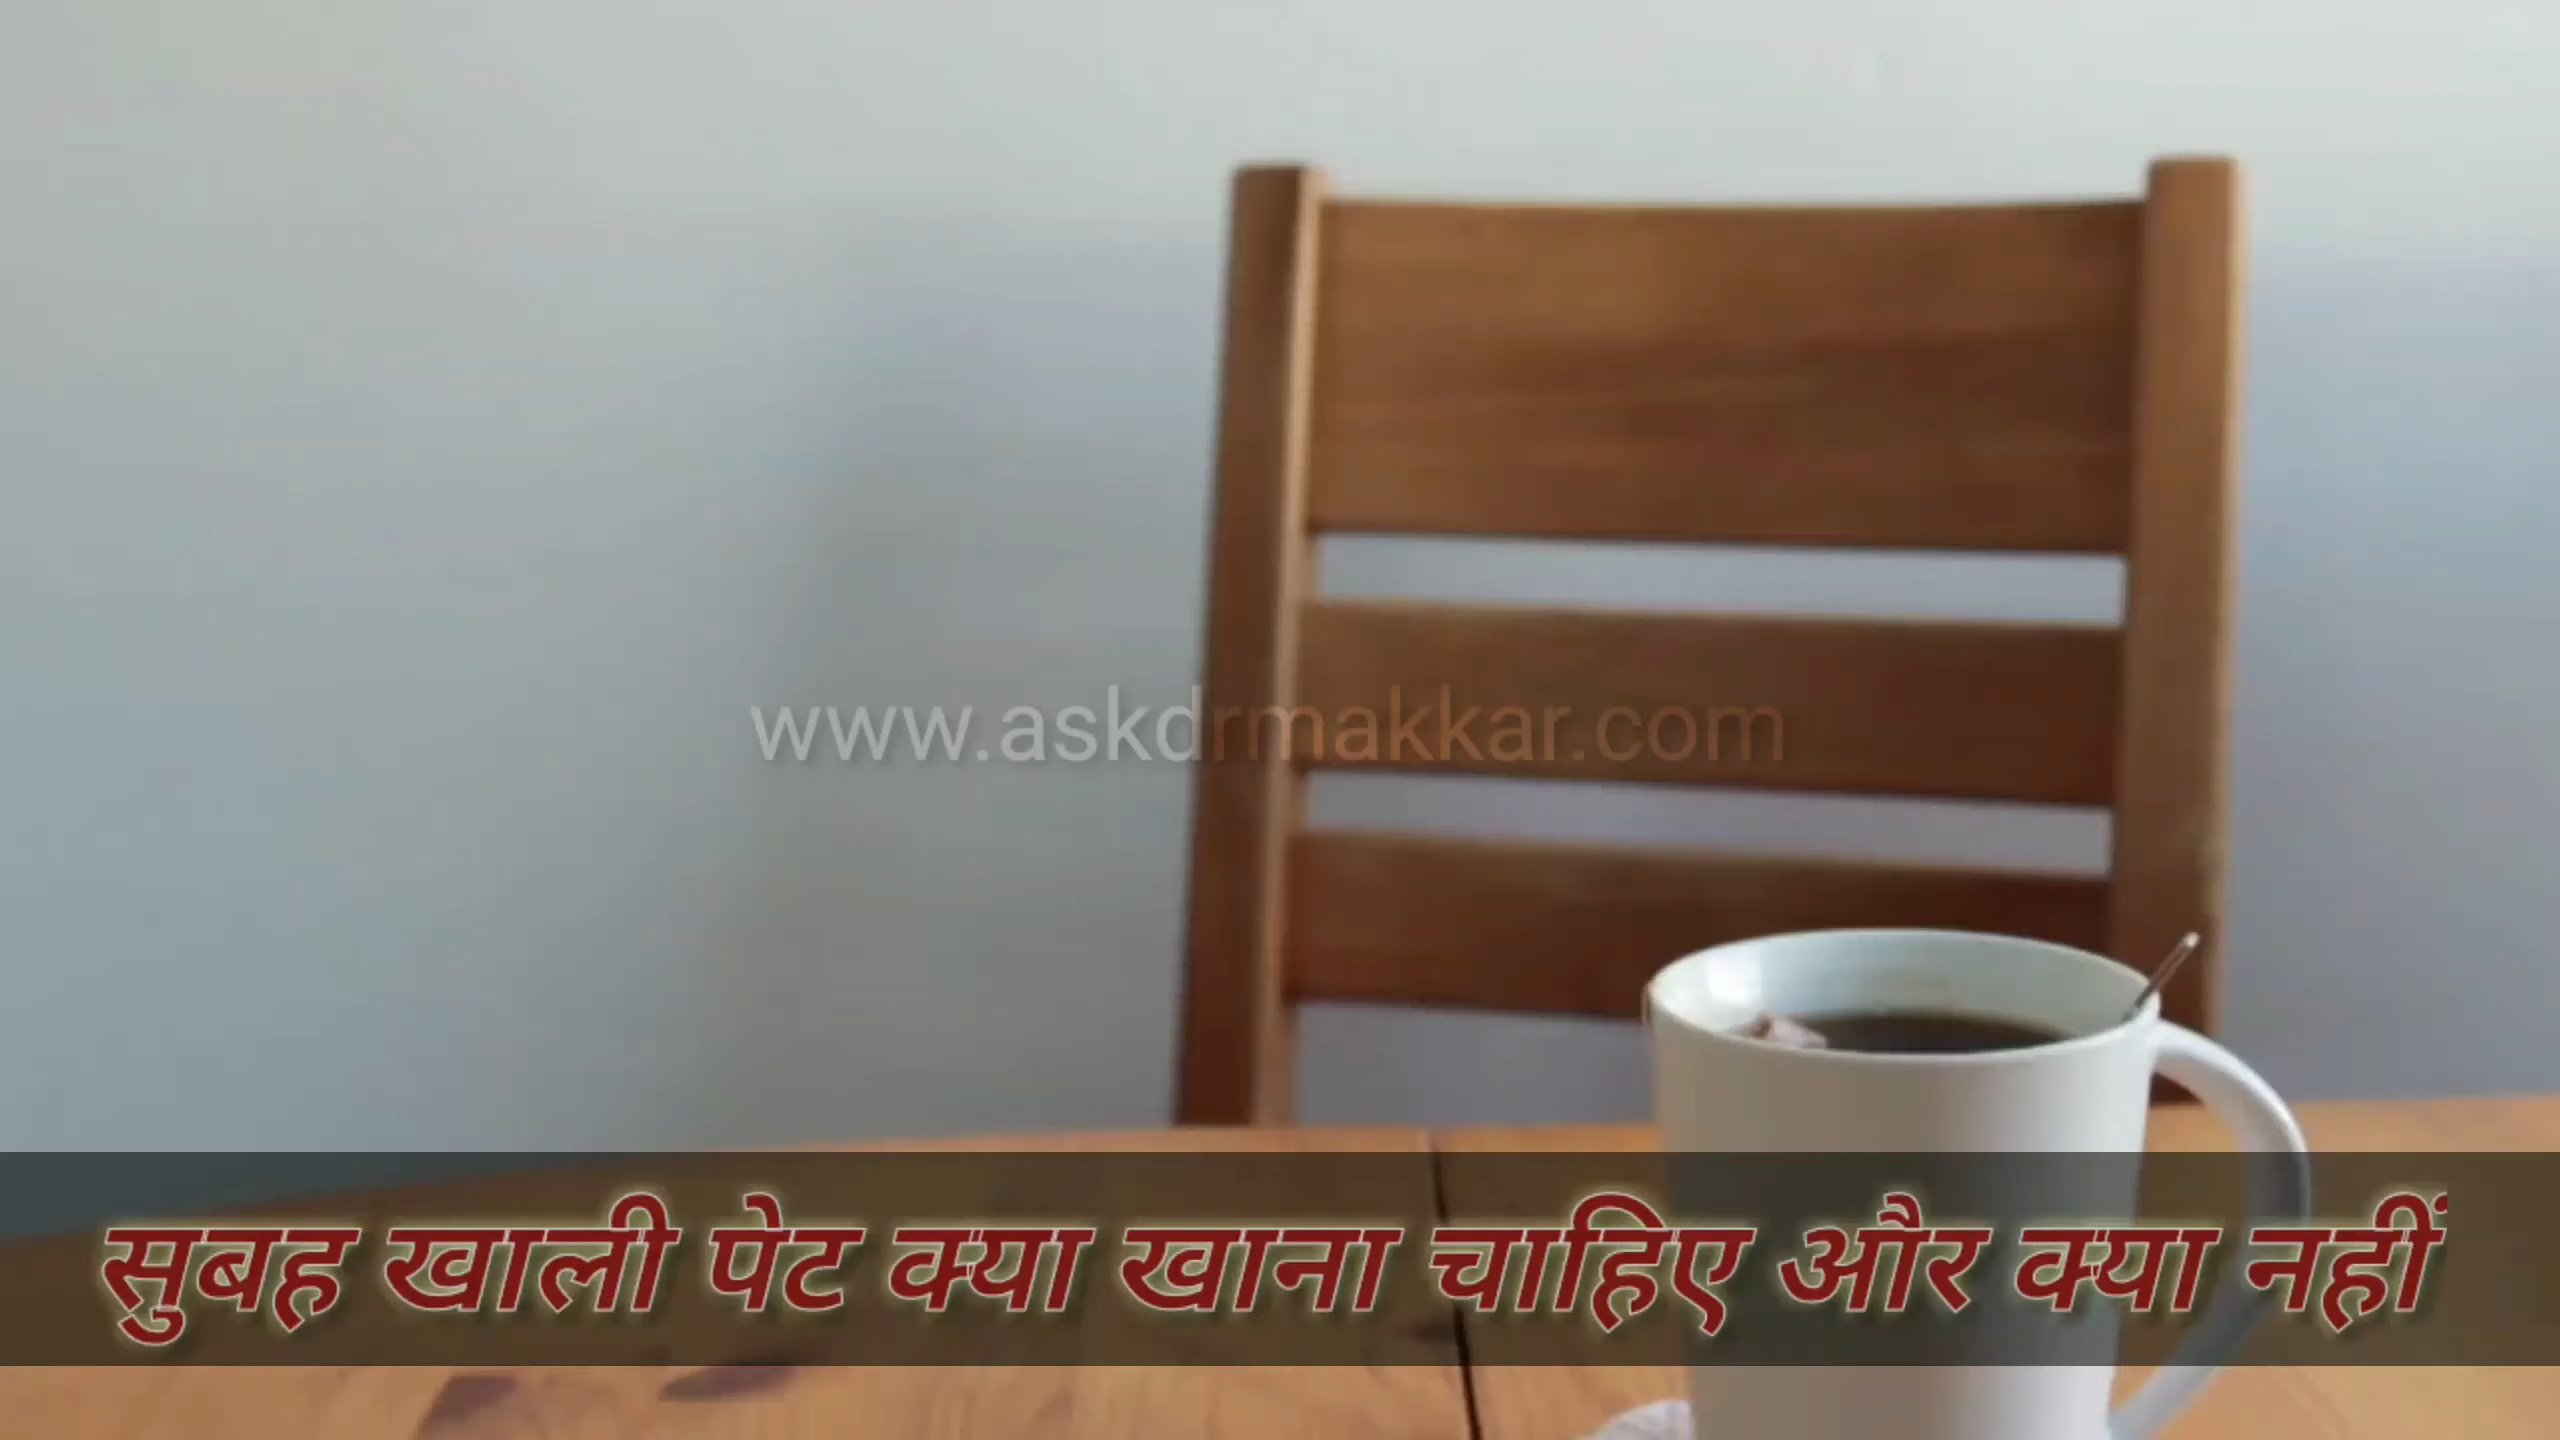 www.askdrmakkar.com
सुबह खाली पेट क्या खाना चाहिए और क्या नहीं